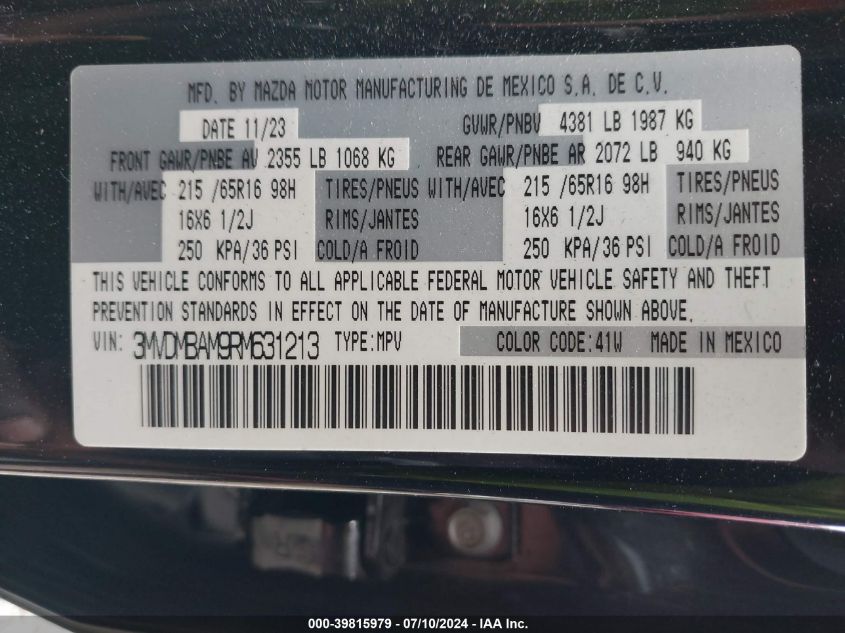 MFD. BY MAZDA MOTOR MANUFACTURING DE MEXICO S.A. DE C.V.
DATE 11/23 GVWR/PNBV 4381 LB 1987 KG
FRONT GAWR/PNBE AV 2355 LB 1068 KG REAR GAWR/PNBE AR 2072 LB 940 KG
WITH/AVEC 215 /65R16 98H TIRES/PNEUS WITH/AVEC 215 /65R16 98H TIRES/PNEUS
16X6 1/2J RIMS/JANTES 16X6 1/2J RIMS/JANTES
250 KPA/36 PSI COLD/A FROID 250 KPA/36 PSI COLD/A FROID
THIS VEHICLE CONFORMS TO ALL APPLICABLE FEDERAL MOTOR VEHICLE SAFETY AND THEFT
PREVENTION STANDARDS IN EFFECT ON THE DATE OF MANUFACTURE SHOWN ABOVE.
VIN: 3MVDMBAM9RM631213 TYPE:MPV COLOR CODE:41W MADE IN MEXICO
000-39815979 - 07/10/2024 - IAA Inc.